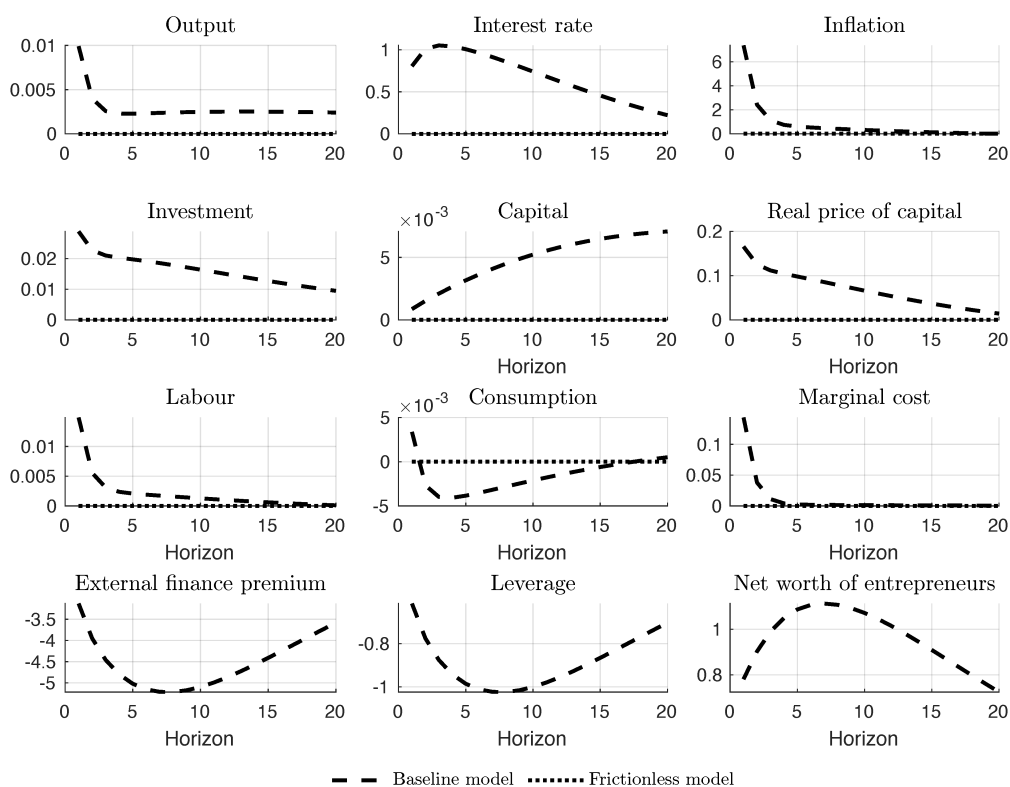 Output Interest rate Inflation
0.01 1 6
0.005 0.5 4
2
0 0 0
0 5 10 15 20 0 5 10 15 20 0 5 10 15 20
×10-3
Investment Capital Real price of capital
0.2
0.02 5 0.1
0.01
0 0 0
0 5 10 15 20 0 5 10 15 20 0 5 10 15 20
Horizon Horizon
×10-3
Labour Consumption Marginal cost
5
0.01 0 0.1
0.005 0.05
0 -5 0
0 5 10 15 20 0 5 10 15 20 0 5 10 15 20
Horizon Horizon
External finance premium Leverage Net worth of entrepreneurs
-3.5 1
-4 -0.8
-4.5 0.8
-5 -1
0 5 10 15 20 0 5 10 15 20 0 5 10 15 20
Horizon Horizon Horizon
Baseline model Frictionless model